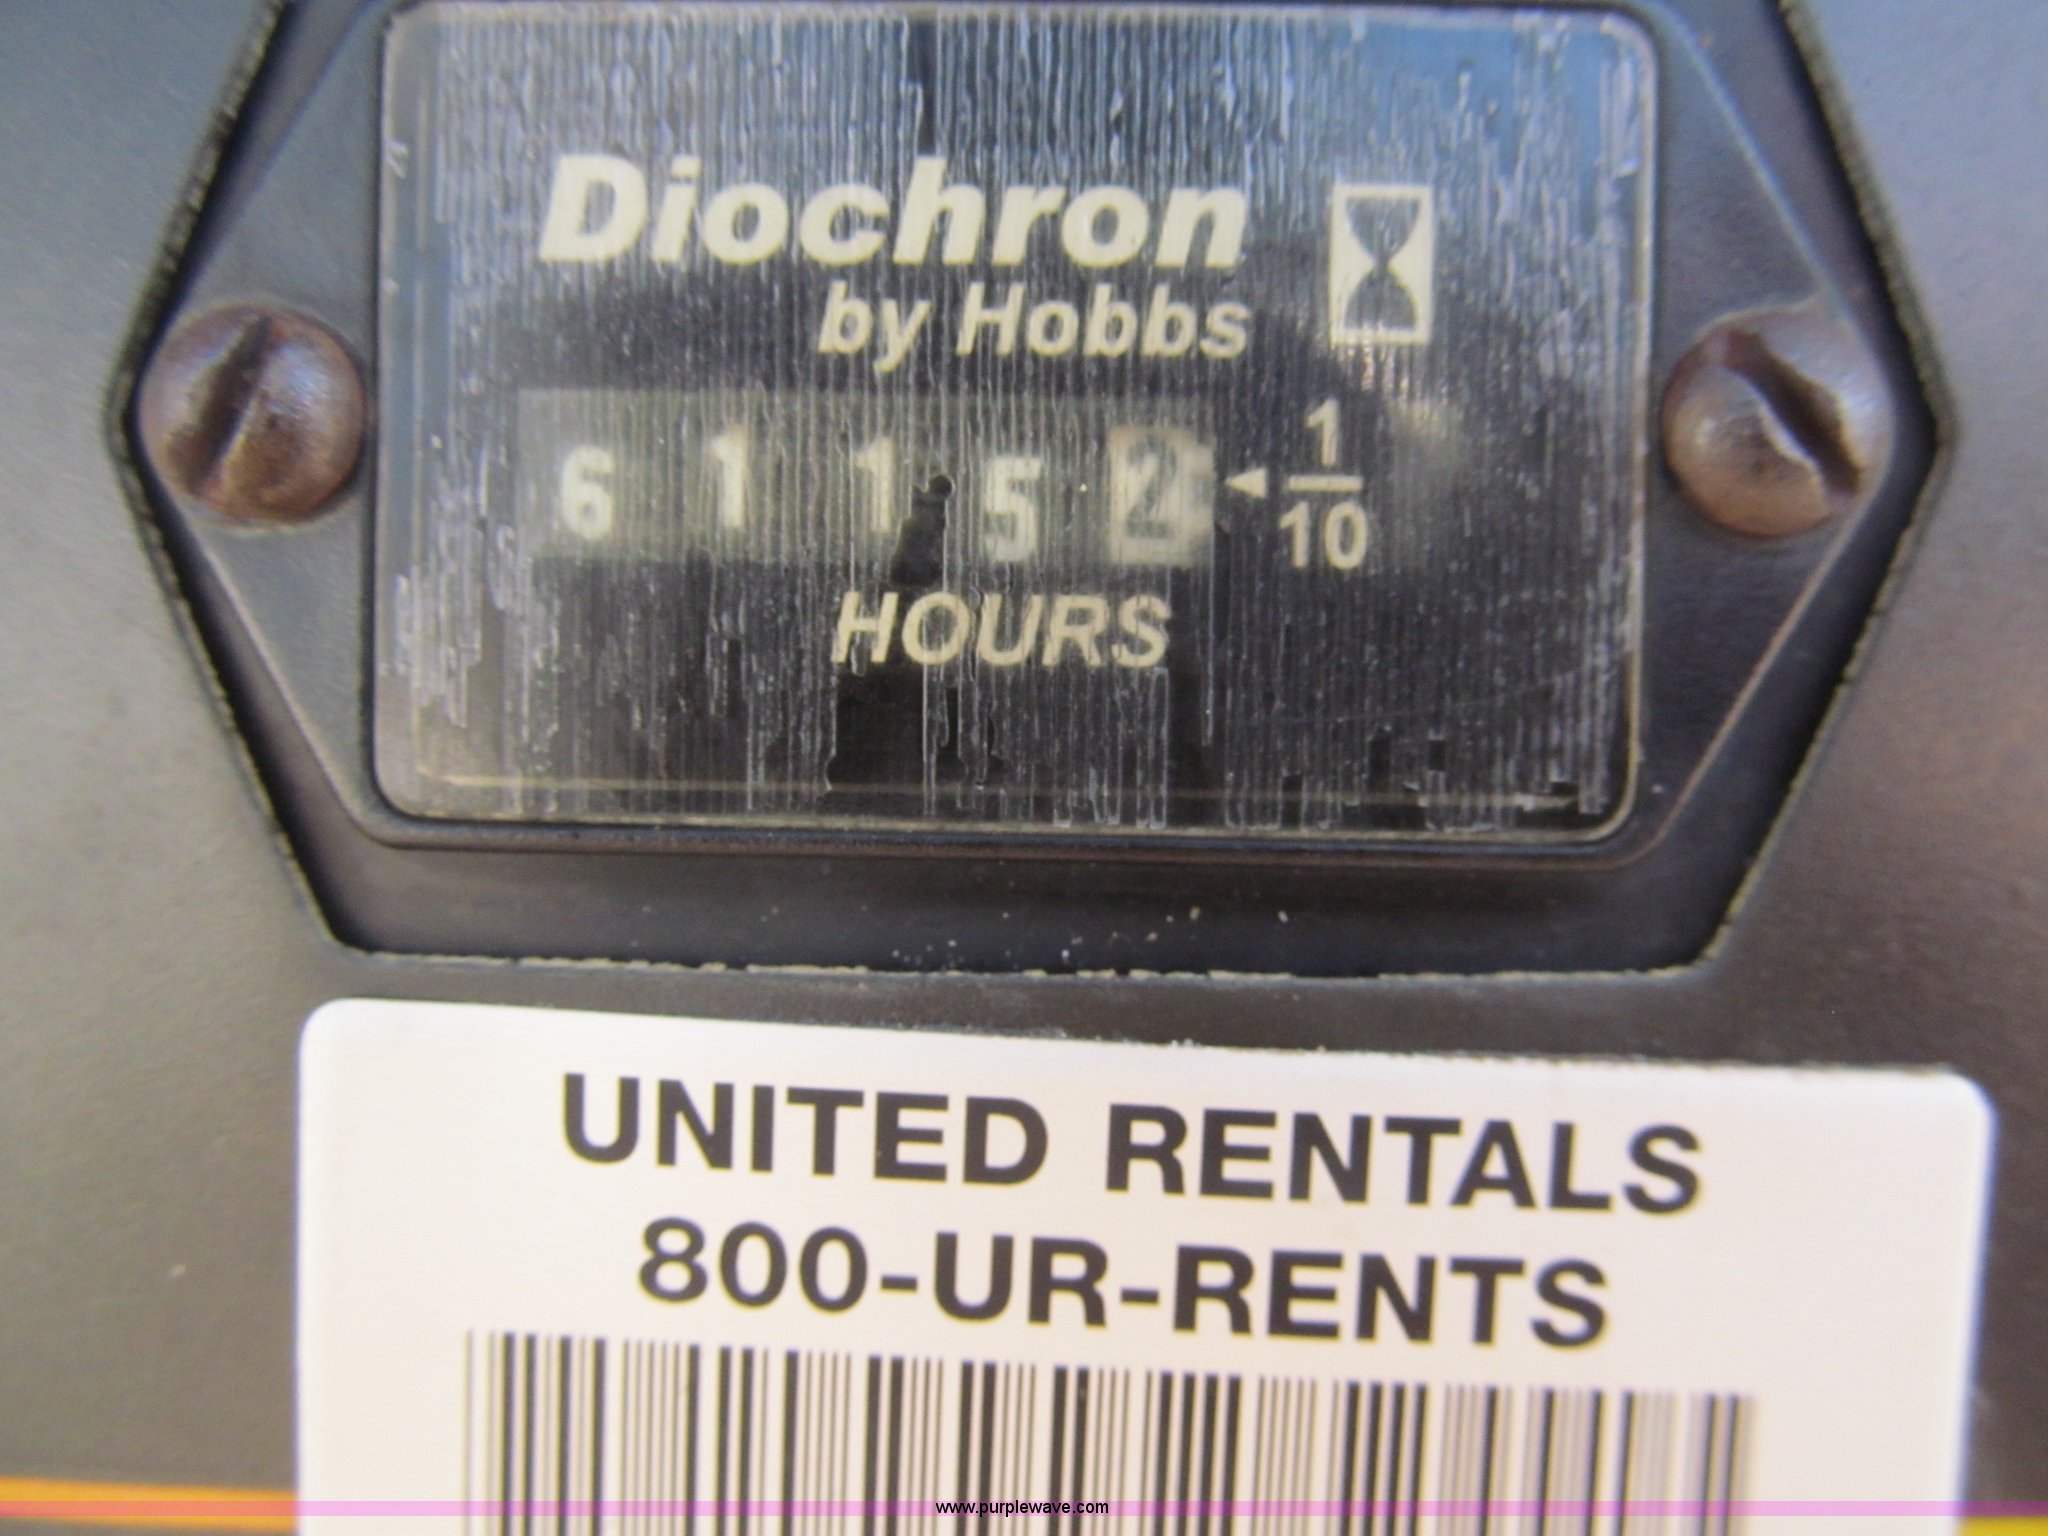 Diochron
by Hobbs
6 1 1 5 2 1/10
HOURS
UNITED RENTALS
800-UR-RENTS
www.purplewave.com